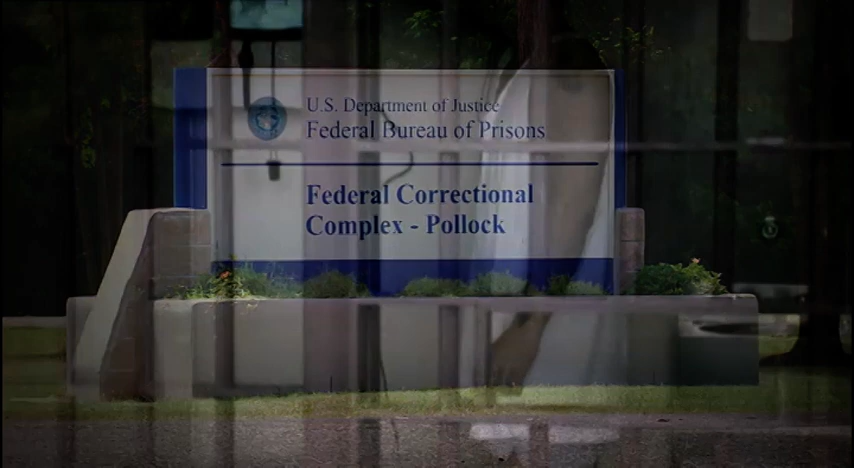 U.S. Department of Justice
Federal Bureau of Prisons
Federal Correctional
Complex - Pollock